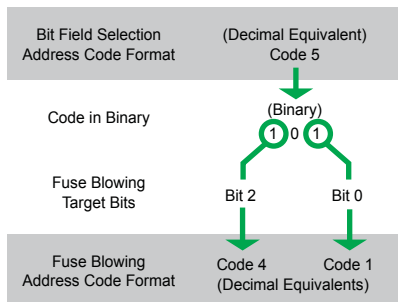 Bit Field Selection
Address Code Format
(Decimal Equivalent)
Code 5
Code in Binary
(Binary)
1 0 1
Fuse Blowing
Target Bits
Bit 2
Bit 0
Fuse Blowing
Address Code Format
Code 4
Code 1
(Decimal Equivalents)